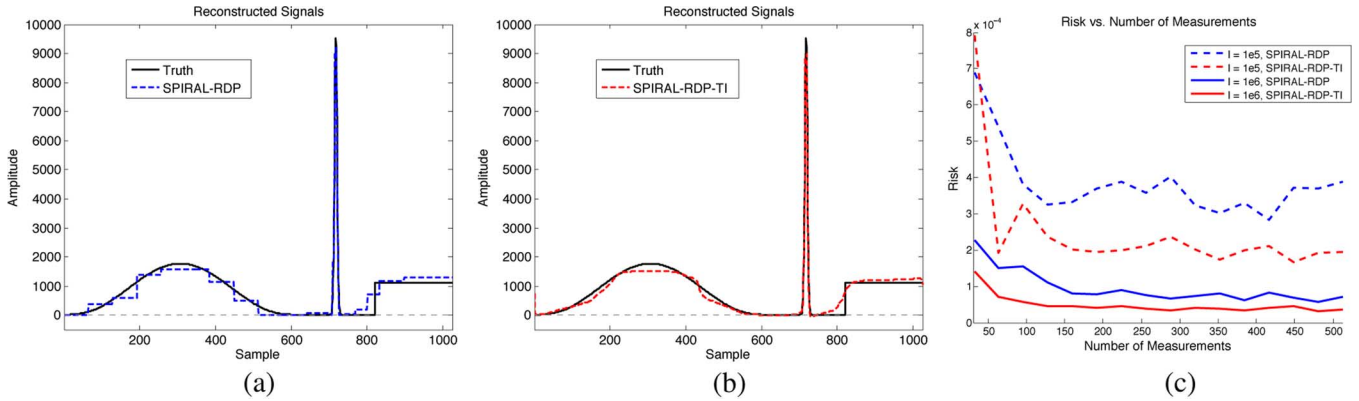 Reconstructed Signals
10000
9000
8000
7000
6000
5000
4000
3000
2000
1000
0
Amplitude
Truth
SPIRAL-RDP
0 200 400 600 800 1000
Sample
(a)
Reconstructed Signals
10000
9000
8000
7000
6000
5000
4000
3000
2000
1000
0
Amplitude
Truth
SPIRAL-RDP-TI
0 200 400 600 800 1000
Sample
(b)
Risk vs. Number of Measurements
x 10⁻⁴
8
7
6
5
4
3
2
1
0
Risk
I = 1e5, SPIRAL-RDP
I = 1e5, SPIRAL-RDP-TI
I = 1e6, SPIRAL-RDP
I = 1e6, SPIRAL-RDP-TI
50 100 150 200 250 300 350 400 450 500
Number of Measurements
(c)